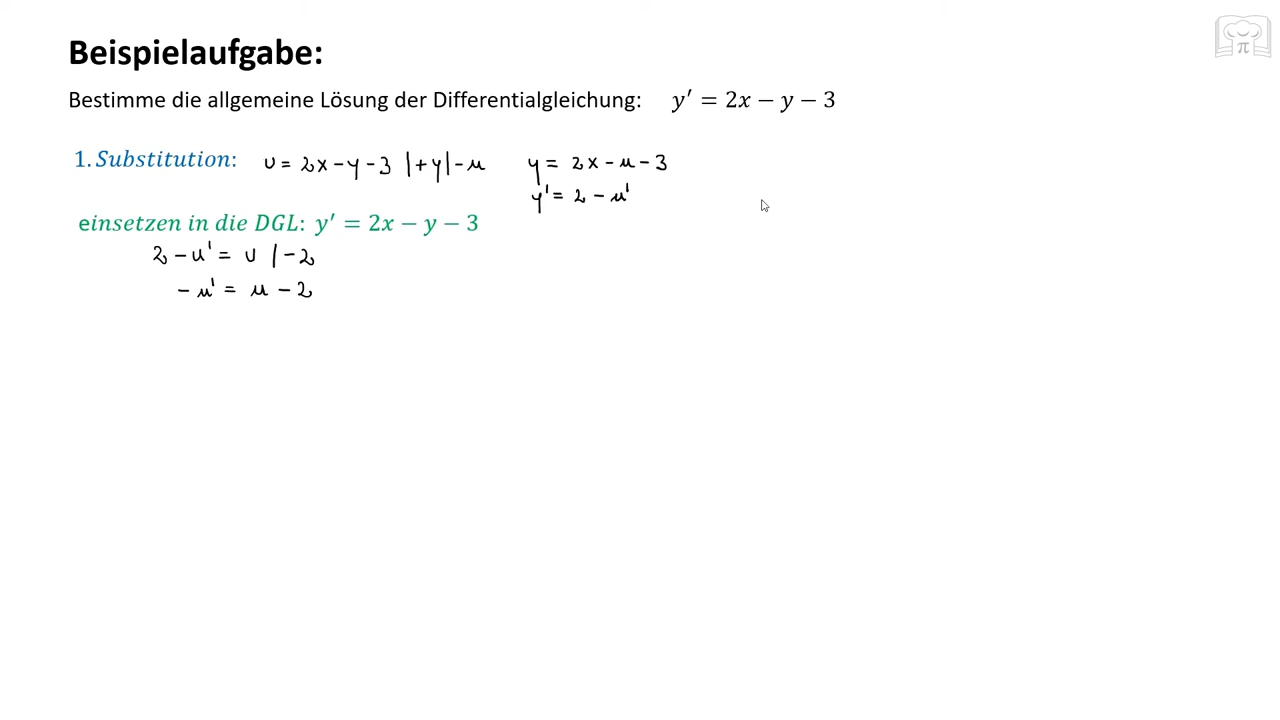 Beispielaufgabe:
Bestimme die allgemeine Lösung der Differentialgleichung: y′ = 2x − y − 3
1. Substitution: u = 2x − y − 3 |+y|−u y = 2x − u − 3
y' = 2 − u'
einsetzen in die DGL: y′ = 2x − y − 3
2 − u' = u |−2
− u' = u − 2
π